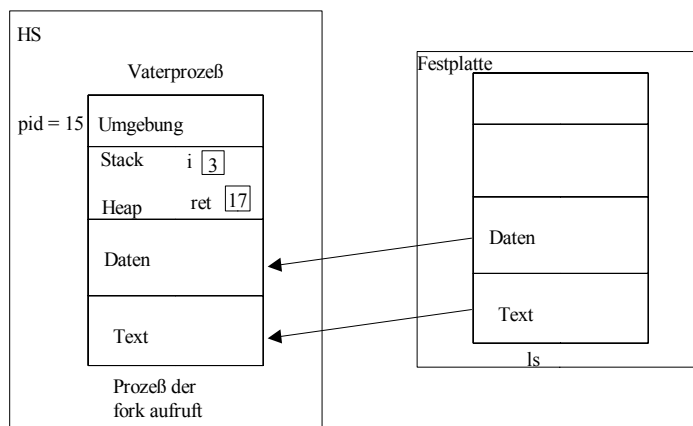 HS
Vaterprozeß
pid = 15
Umgebung
Stack i 3
Heap ret 17
Daten
Text
Prozeß der
fork aufruft
Festplatte
Daten
Text
ls